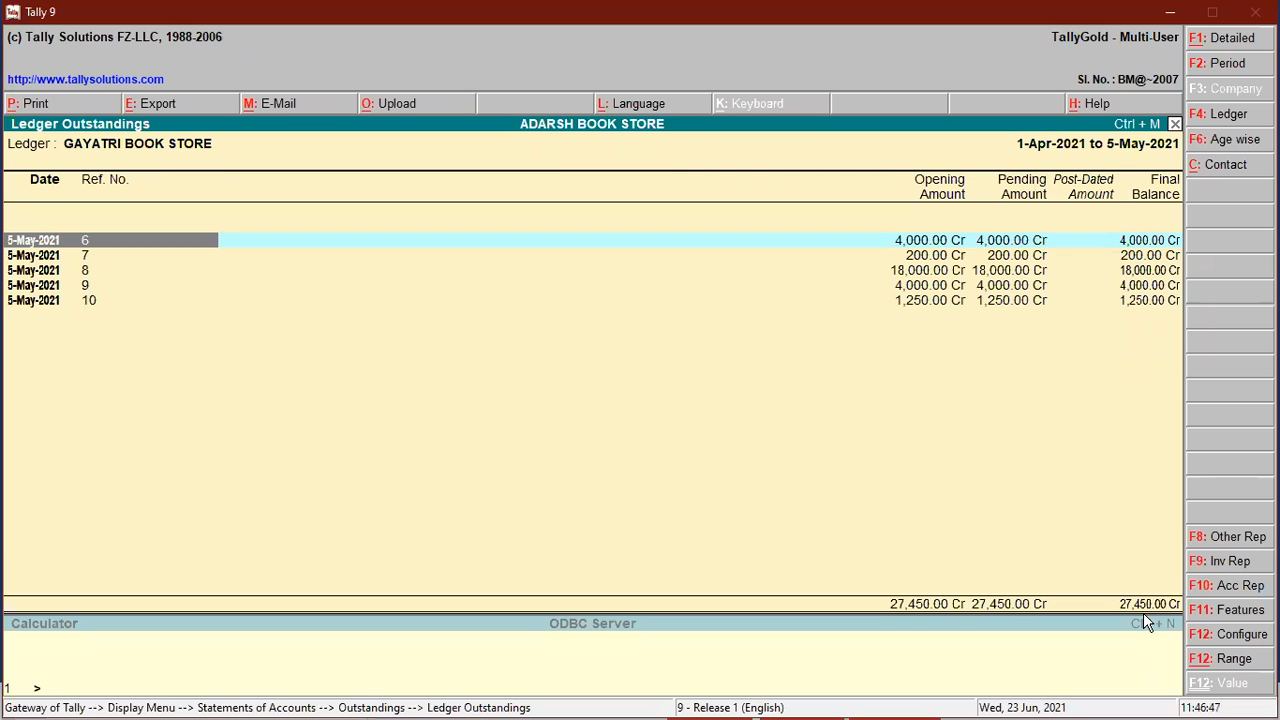 Tally 9
(c) Tally Solutions FZ-LLC, 1988-2006 TallyGold - Multi-User
http://www.tallysolutions.com Sl. No. : BM@~2007
P: Print E: Export M: E-Mail O: Upload L: Language K: Keyboard H: Help
Ledger Outstandings ADARSH BOOK STORE Ctrl + M
Ledger : GAYATRI BOOK STORE 1-Apr-2021 to 5-May-2021
Date Ref. No. Opening Pending Post-Dated Final
Amount Amount Amount Balance
5-May-2021 6 4,000.00 Cr 4,000.00 Cr 4,000.00 Cr
5-May-2021 7 200.00 Cr 200.00 Cr 200.00 Cr
5-May-2021 8 18,000.00 Cr 18,000.00 Cr 18,000.00 Cr
5-May-2021 9 4,000.00 Cr 4,000.00 Cr 4,000.00 Cr
5-May-2021 10 1,250.00 Cr 1,250.00 Cr 1,250.00 Cr
27,450.00 Cr 27,450.00 Cr 27,450.00 Cr
Calculator ODBC Server + N
1 >
Gateway of Tally --> Display Menu --> Statements of Accounts --> Outstandings --> Ledger Outstandings 9 - Release 1 (English) Wed, 23 Jun, 2021 11:46:47
F1: Detailed
F2: Period
F3: Company
F4: Ledger
F6: Age wise
C: Contact
F8: Other Rep
F9: Inv Rep
F10: Acc Rep
F11: Features
F12: Configure
F12: Range
F12: Value